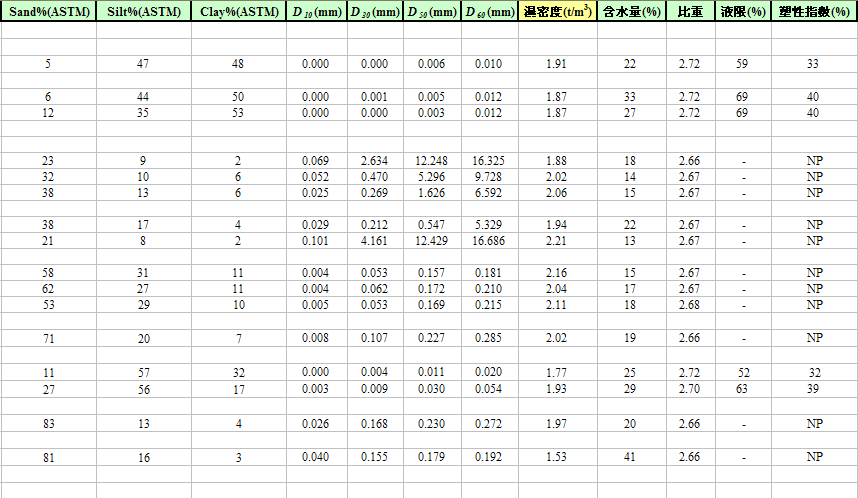 Sand%(ASTM) Silt%(ASTM) Clay%(ASTM) D10(mm) D30(mm) D50(mm) D60(mm) 濕密度(t/m3) 含水量(%) 比重 液限(%) 塑性指數(%)
5 47 48 0.000 0.000 0.006 0.010 1.91 22 2.72 59 33
6 44 50 0.000 0.001 0.005 0.012 1.87 33 2.72 69 40
12 35 53 0.000 0.000 0.003 0.012 1.87 27 2.72 69 40
23 9 2 0.069 2.634 12.248 16.325 1.88 18 2.66 - NP
32 10 6 0.052 0.470 5.296 9.728 2.02 14 2.67 - NP
38 13 6 0.025 0.269 1.626 6.592 2.06 15 2.67 - NP
38 17 4 0.029 0.212 0.547 5.329 1.94 22 2.67 - NP
21 8 2 0.101 4.161 12.429 16.686 2.21 13 2.67 - NP
58 31 11 0.004 0.053 0.157 0.181 2.16 15 2.67 - NP
62 27 11 0.004 0.062 0.172 0.210 2.04 17 2.67 - NP
53 29 10 0.005 0.053 0.169 0.215 2.11 18 2.68 - NP
71 20 7 0.008 0.107 0.227 0.285 2.02 19 2.66 - NP
11 57 32 0.000 0.004 0.011 0.020 1.77 25 2.72 52 32
27 56 17 0.003 0.009 0.030 0.054 1.93 29 2.70 63 39
83 13 4 0.026 0.168 0.230 0.272 1.97 20 2.66 - NP
81 16 3 0.040 0.155 0.179 0.192 1.53 41 2.66 - NP